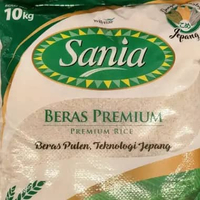 10kg
Jepang
Sania
BERAS PREMIUM
PREMIUM RICE
Beras Pulen, Teknologi Jepang